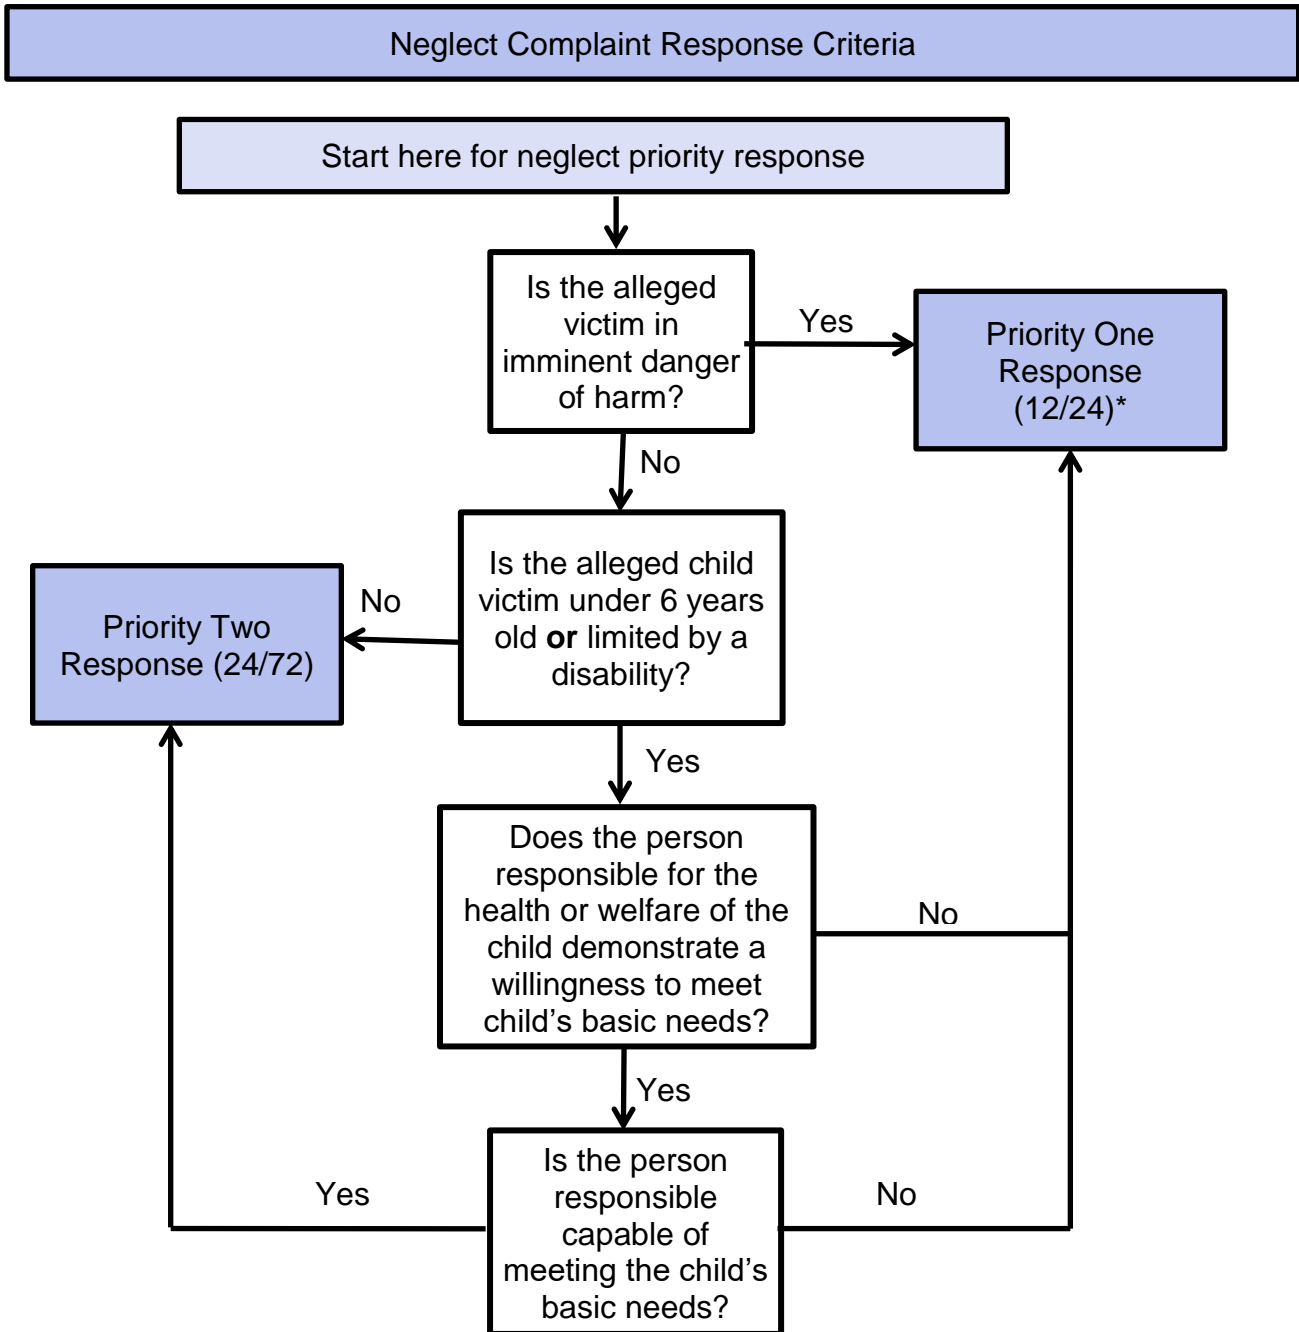 Neglect Complaint Response Criteria
Start here for neglect priority response
Is the alleged
victim in
imminent danger
of harm?
Yes
Priority One
Response
(12/24)*
No
Is the alleged child
victim under 6 years
old or limited by a
disability?
No
Priority Two
Response (24/72)
Yes
Does the person
responsible for the
health or welfare of the
child demonstrate a
willingness to meet
child’s basic needs?
No
Yes
Is the person
responsible
capable of
meeting the child’s
basic needs?
Yes
No